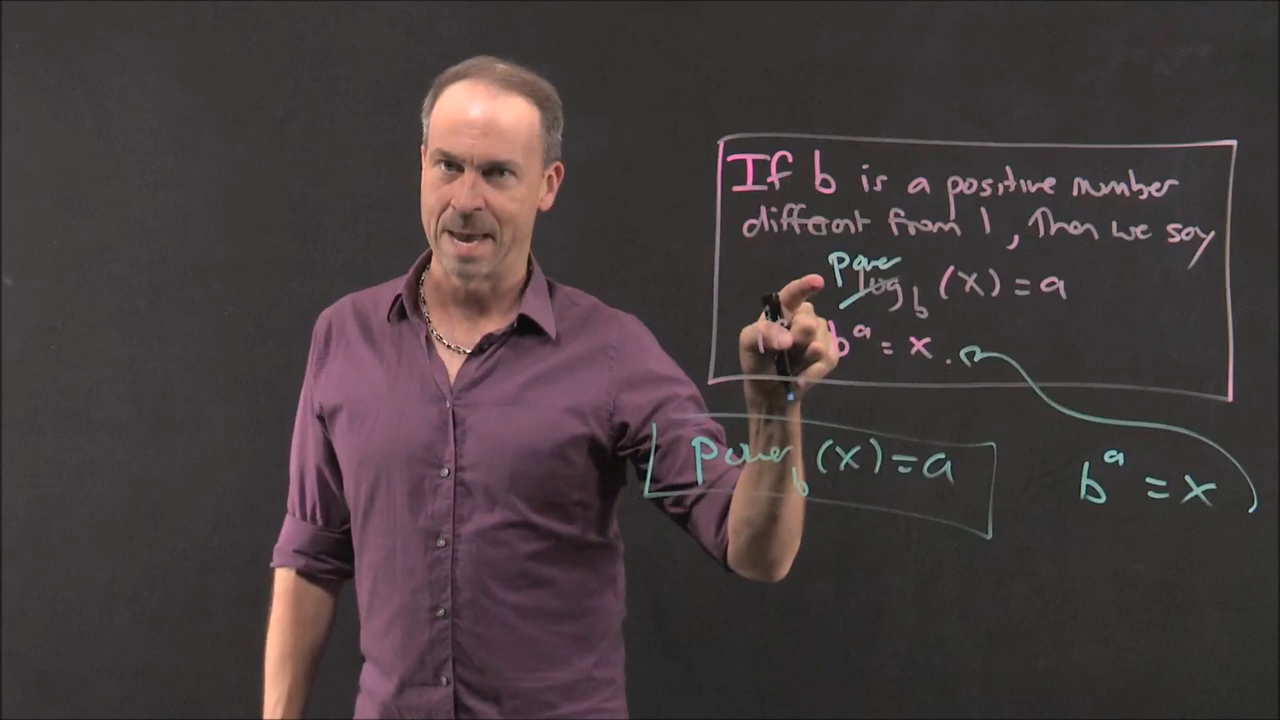 If b is a positive number
different from 1, Then we say
power
log b (x) = a
b^a = x.
power b (x) = a
b^a = x